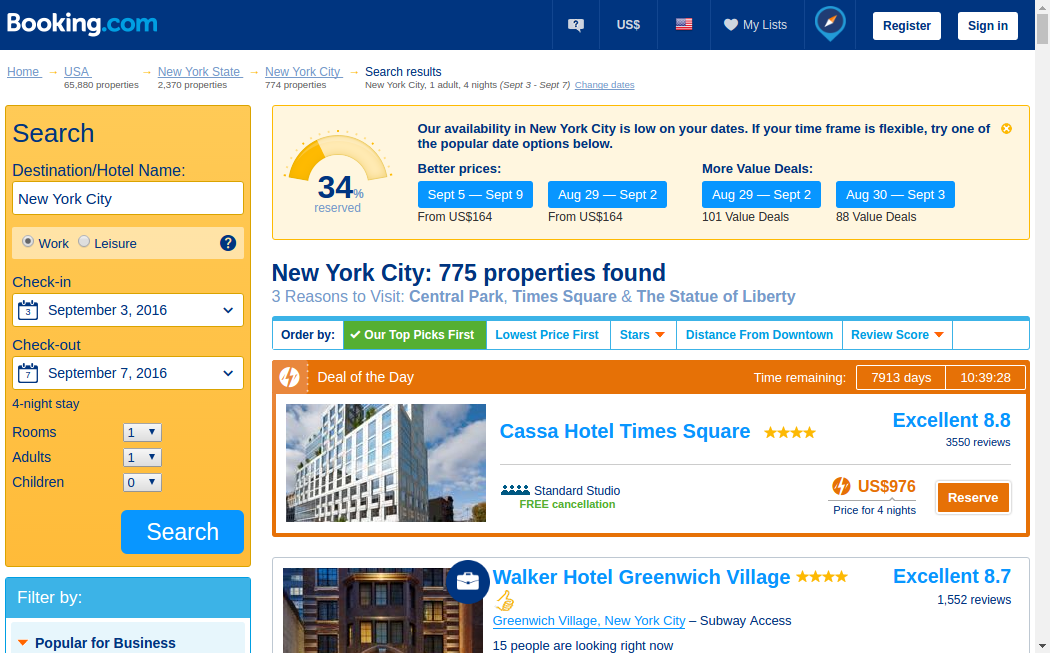 Booking.com
US$
My Lists
Register
Sign in
Home → USA → New York State → New York City → Search results
65,880 properties 2,370 properties 774 properties New York City, 1 adult, 4 nights (Sept 3 - Sept 7) Change dates
Search
Destination/Hotel Name:
New York City
Work Leisure ?
Check-in
3 September 3, 2016
Check-out
7 September 7, 2016
4-night stay
Rooms 1
Adults 1
Children 0
Search
Filter by:
Popular for Business
34%
reserved
Our availability in New York City is low on your dates. If your time frame is flexible, try one of
the popular date options below.
Better prices: More Value Deals:
Sept 5 — Sept 9 Aug 29 — Sept 2 Aug 29 — Sept 2 Aug 30 — Sept 3
From US$164 From US$164 101 Value Deals 88 Value Deals
New York City: 775 properties found
3 Reasons to Visit: Central Park, Times Square & The Statue of Liberty
Order by: Our Top Picks First Lowest Price First Stars Distance From Downtown Review Score
Deal of the Day Time remaining: 7913 days 10:39:28
Cassa Hotel Times Square Excellent 8.8
3550 reviews
Standard Studio US$976 Reserve
FREE cancellation Price for 4 nights
Walker Hotel Greenwich Village Excellent 8.7
1,552 reviews
Greenwich Village, New York City – Subway Access
15 people are looking right now